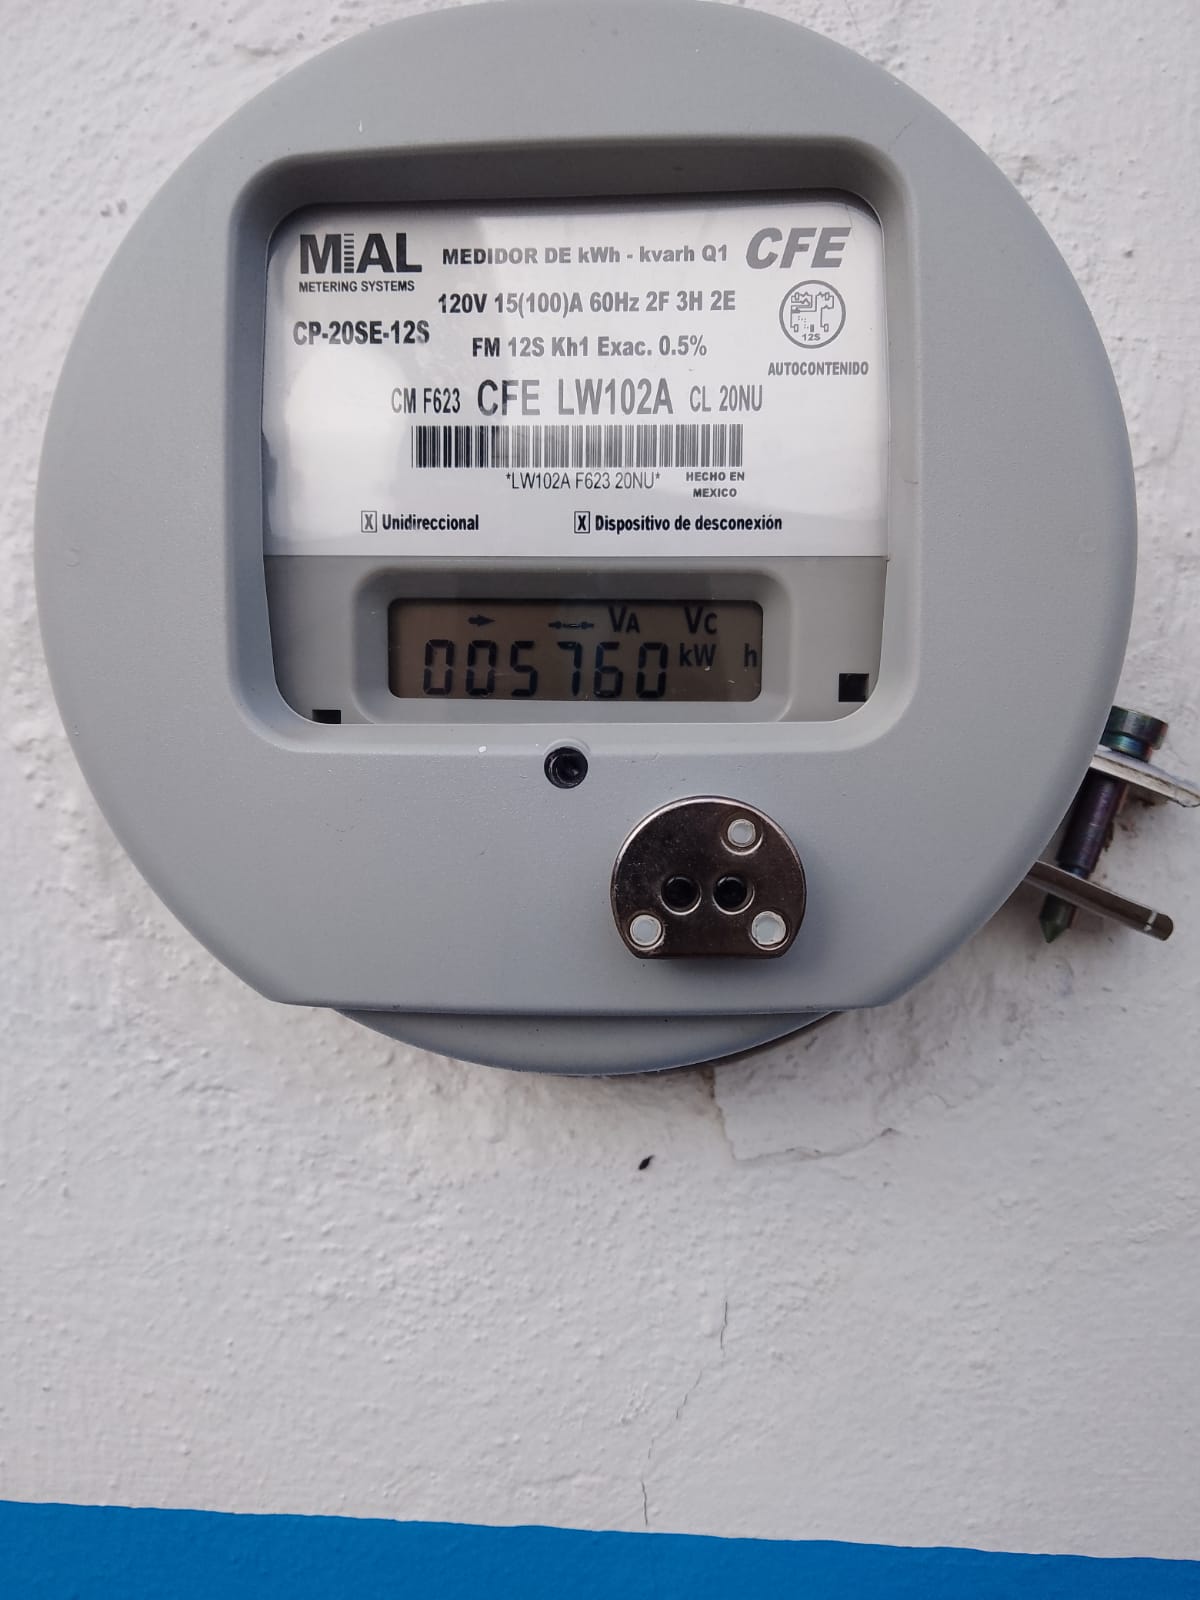 MIAL
METERING SYSTEMS
MEDIDOR DE kWh - kvarh Q1
CFE
120V 15(100)A 60Hz 2F 3H 2E
CP-20SE-12S
FM 12S Kh1 Exac. 0.5%
12S
AUTOCONTENIDO
CM F623 CFE LW102A CL 20NU
*LW102A F623 20NU*
HECHO EN
MEXICO
X Unidireccional
X Dispositivo de desconexión
VA VC
005760 kW h